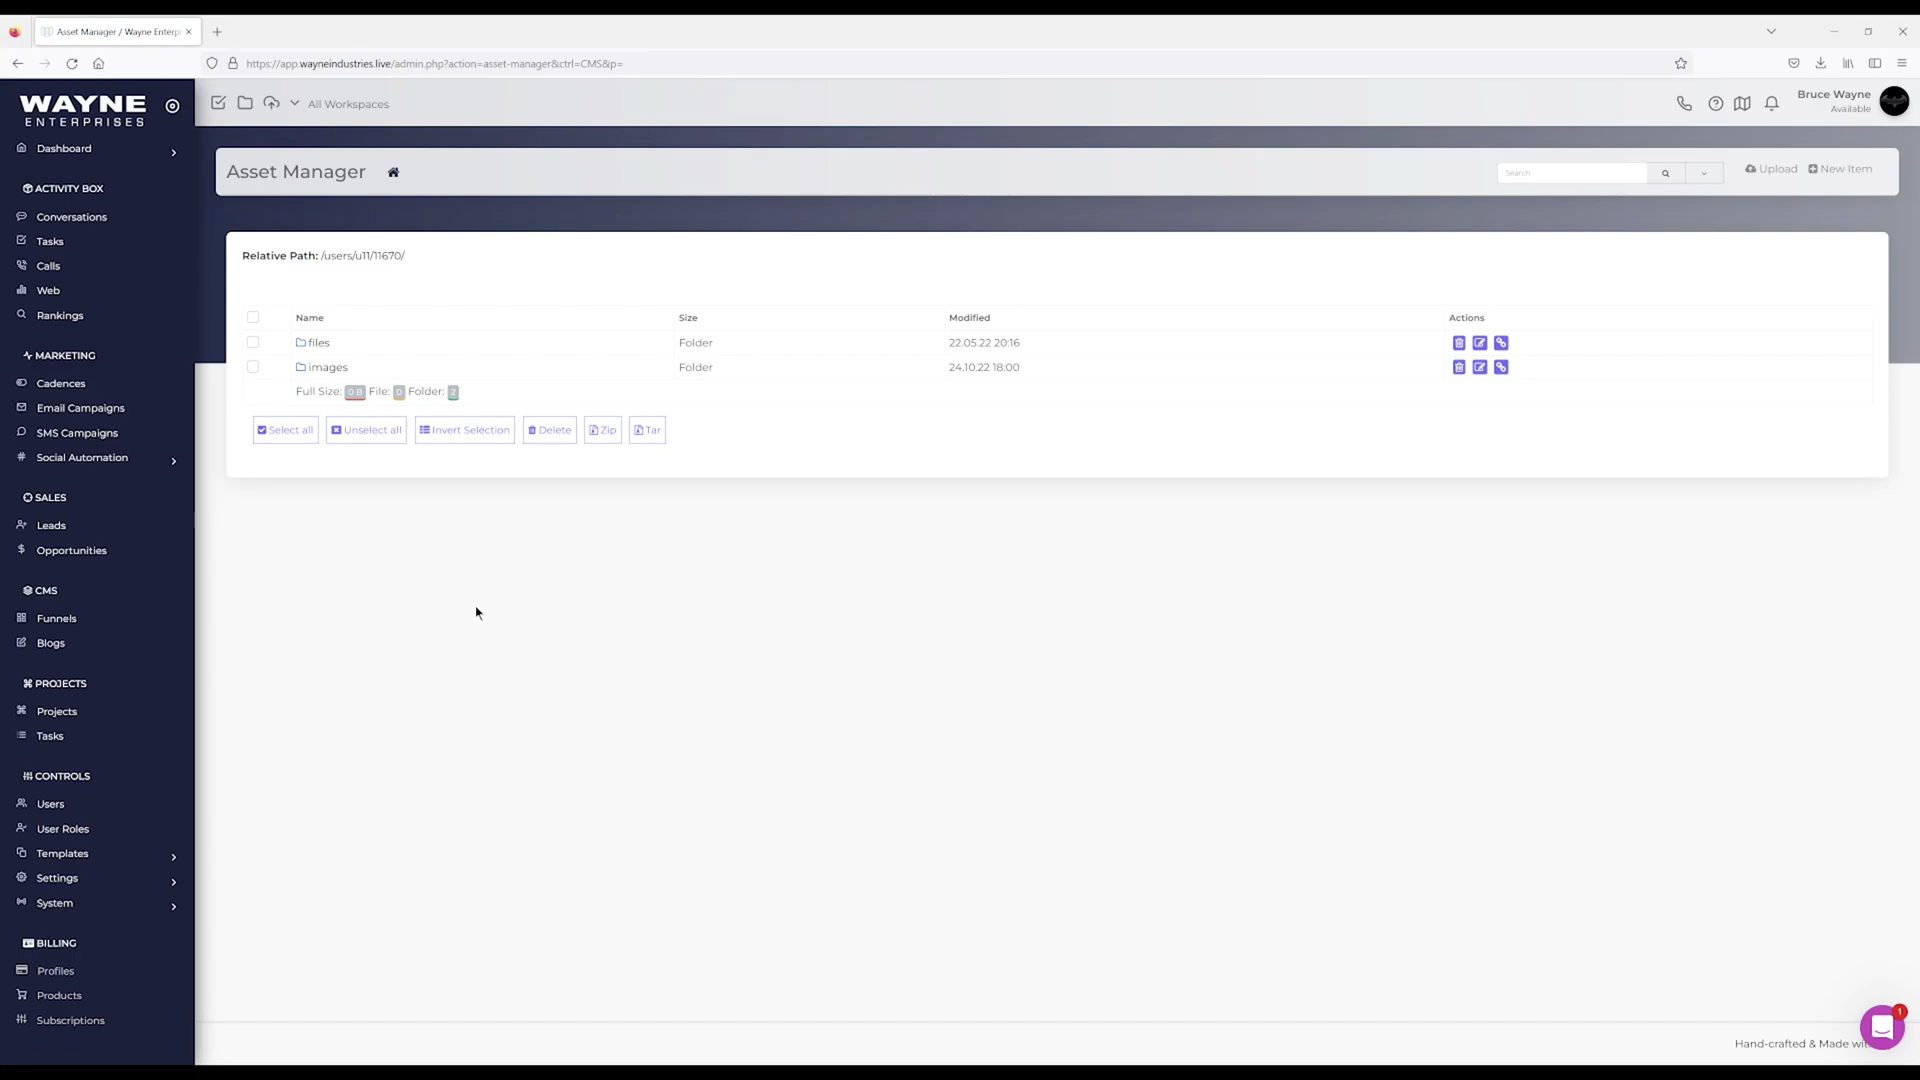 Asset Manager / Wayne Enterp
https://app.wayneindustries.live/admin.php?action=asset-manager&ctrl=CMS&p=
WAYNE
ENTERPRISES
All Workspaces
Bruce Wayne
Available
Dashboard
ACTIVITY BOX
Conversations
Tasks
Calls
Web
Rankings
MARKETING
Cadences
Email Campaigns
SMS Campaigns
Social Automation
SALES
Leads
Opportunities
CMS
Funnels
Blogs
PROJECTS
Projects
Tasks
CONTROLS
Users
User Roles
Templates
Settings
System
BILLING
Profiles
Products
Subscriptions
Asset Manager
Search
Upload
New Item
Relative Path: /users/u11/11670/
Name Size Modified Actions
files Folder 22.05.22 20:16
images Folder 24.10.22 18:00
Full Size: 0 B File: 0 Folder: 2
Select all Unselect all Invert Selection Delete Zip Tar
1
Hand-crafted & Made wit